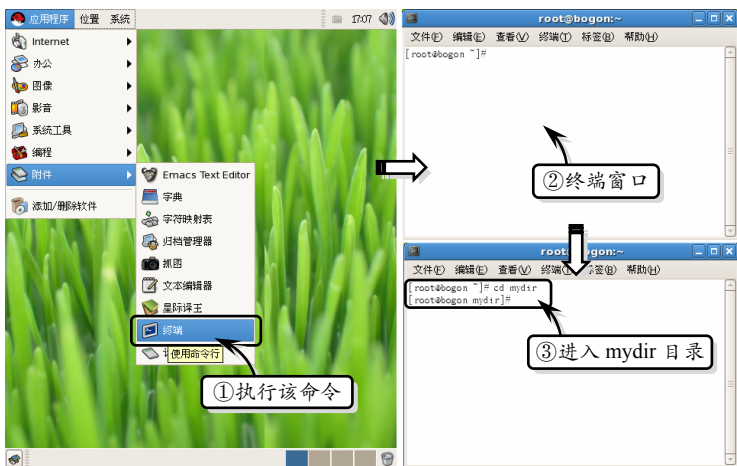 应用程序 位置 系统
17:07
Internet
办公
图像
影音
系统工具
编程
附件
添加/删除软件
Emacs Text Editor
字典
字符映射表
归档管理器
抓图
文本编辑器
星际译王
终端
使用命令行
①执行该命令
root@bogon:~
文件(F) 编辑(E) 查看(V) 终端(T) 标签(B) 帮助(H)
[root@bogon ~]#
②终端窗口
文件(F) 编辑(E) 查看(V) 标签(B) 帮助(H)
[root@bogon ~]# cd mydir
[root@bogon mydir]#
③进入 mydir 目录